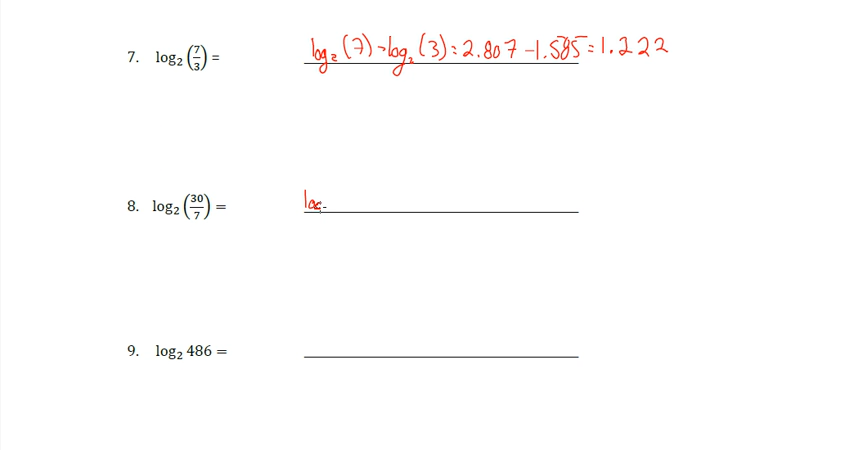 7. log₂ (7/3) = log₂(7) - log₂(3) = 2.807 - 1.585 = 1.222
8. log₂ (30/7) = log
9. log₂ 486 =